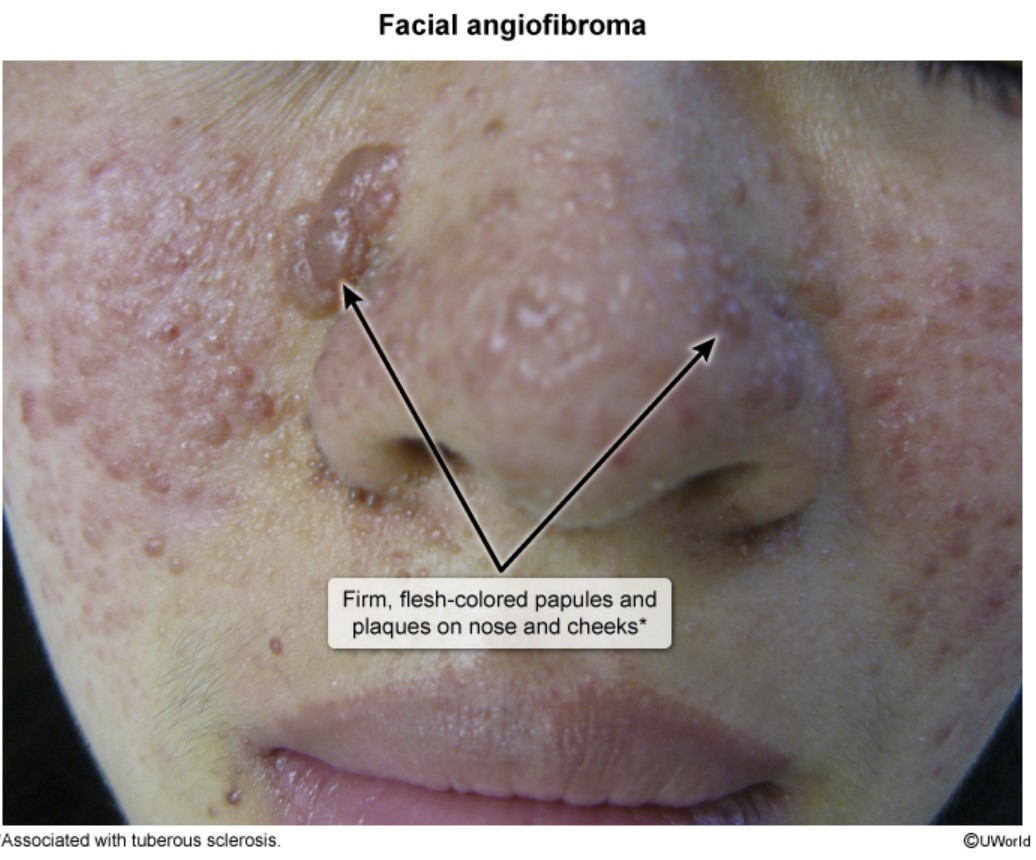 Facial angiofibroma
Firm, flesh-colored papules and
plaques on nose and cheeks*
*Associated with tuberous sclerosis.
©UWorld